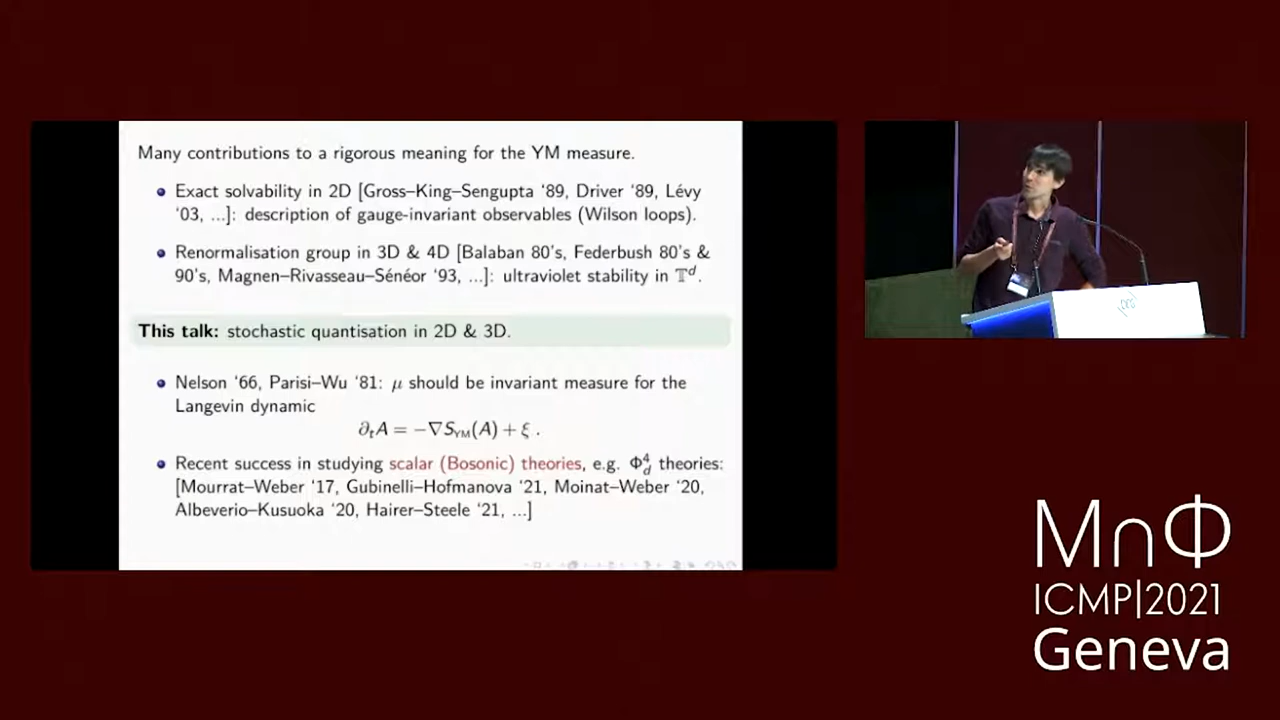 Many contributions to a rigorous meaning for the YM measure.
Exact solvability in 2D [Gross–King–Sengupta ‘89, Driver ‘89, Lévy
‘03, ...]: description of gauge-invariant observables (Wilson loops).
Renormalisation group in 3D & 4D [Balaban 80’s, Federbush 80’s &
90’s, Magnen–Rivasseau–Sénéor ‘93, ...]: ultraviolet stability in 𝕋ᵈ.
This talk: stochastic quantisation in 2D & 3D.
Nelson ‘66, Parisi–Wu ‘81: μ should be invariant measure for the
Langevin dynamic
∂ₜA = −∇S_YM(A) + ξ .
Recent success in studying scalar (Bosonic) theories, e.g. Φ⁴_d theories:
[Mourrat–Weber ‘17, Gubinelli–Hofmanova ‘21, Moinat–Weber ‘20,
Albeverio–Kusuoka ‘20, Hairer–Steele ‘21, ...]
M∩Φ
ICMP|2021
Geneva